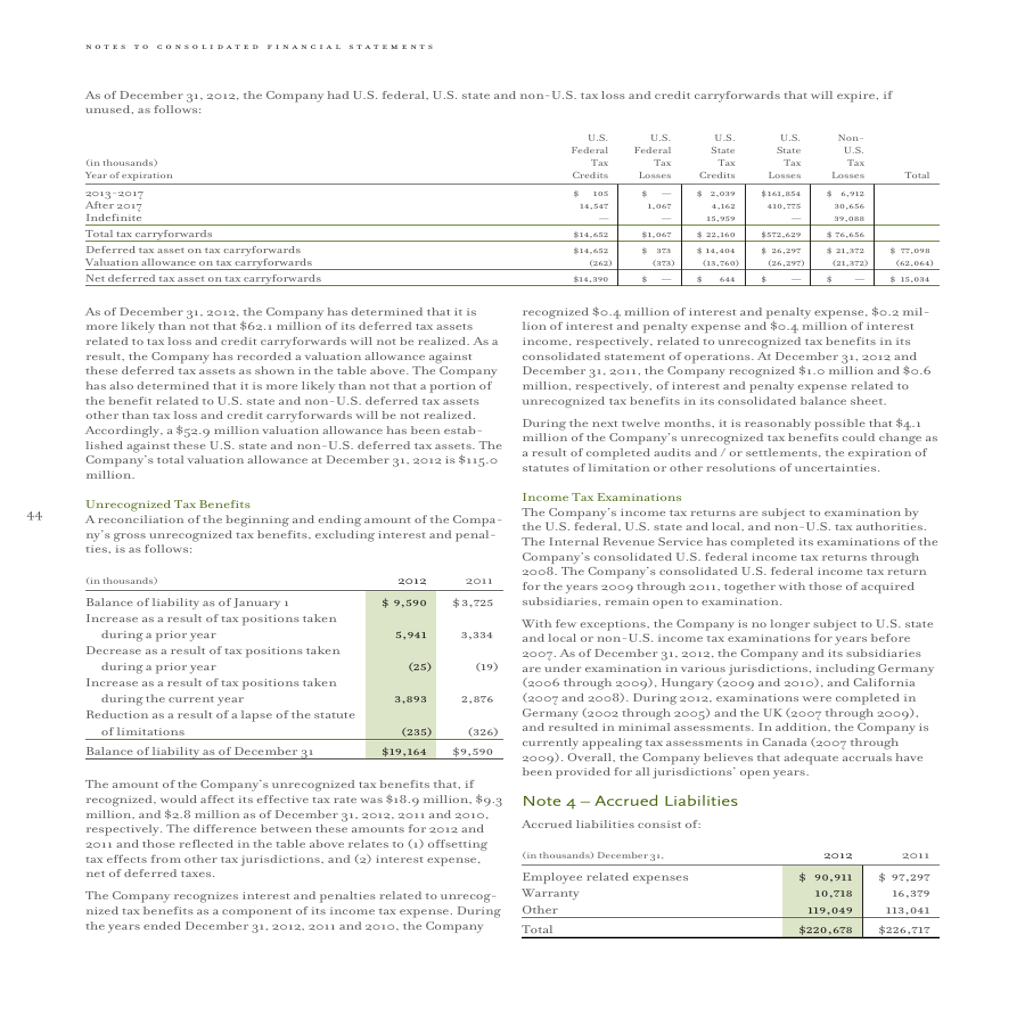 NOTES TO CONSOLIDATED FINANCIAL STATEMENTS
As of December 31, 2012, the Company had U.S. federal, U.S. state and non-U.S. tax loss and credit carryforwards that will expire, if
unused, as follows:
U.S. U.S. U.S. U.S. Non-
Federal Federal State State U.S.
(in thousands) Tax Tax Tax Tax Tax
Year of expiration Credits Losses Credits Losses Losses Total
2013-2017 $ 105 $ — $ 2,039 $161,854 $ 6,912
After 2017 14,547 1,067 4,162 410,775 30,656
Indefinite — — 15,959 — 39,088
Total tax carryforwards $14,652 $1,067 $ 22,160 $572,629 $ 76,656
Deferred tax asset on tax carryforwards $14,652 $ 373 $ 14,404 $ 26,297 $ 21,372 $ 77,098
Valuation allowance on tax carryforwards (262) (373) (13,760) (26,297) (21,372) (62,064)
Net deferred tax asset on tax carryforwards $14,390 $ — $ 644 $ — $ — $ 15,034
As of December 31, 2012, the Company has determined that it is
more likely than not that $62.1 million of its deferred tax assets
related to tax loss and credit carryforwards will not be realized. As a
result, the Company has recorded a valuation allowance against
these deferred tax assets as shown in the table above. The Company
has also determined that it is more likely than not that a portion of
the benefit related to U.S. state and non-U.S. deferred tax assets
other than tax loss and credit carryforwards will be not realized.
Accordingly, a $52.9 million valuation allowance has been estab-
lished against these U.S. state and non-U.S. deferred tax assets. The
Company's total valuation allowance at December 31, 2012 is $115.0
million.
Unrecognized Tax Benefits
A reconciliation of the beginning and ending amount of the Compa-
ny's gross unrecognized tax benefits, excluding interest and penal-
ties, is as follows:
(in thousands) 2012 2011
Balance of liability as of January 1 $ 9,590 $3,725
Increase as a result of tax positions taken
during a prior year 5,941 3,334
Decrease as a result of tax positions taken
during a prior year (25) (19)
Increase as a result of tax positions taken
during the current year 3,893 2,876
Reduction as a result of a lapse of the statute
of limitations (235) (326)
Balance of liability as of December 31 $19,164 $9,590
The amount of the Company's unrecognized tax benefits that, if
recognized, would affect its effective tax rate was $18.9 million, $9.3
million, and $2.8 million as of December 31, 2012, 2011 and 2010,
respectively. The difference between these amounts for 2012 and
2011 and those reflected in the table above relates to (1) offsetting
tax effects from other tax jurisdictions, and (2) interest expense,
net of deferred taxes.
The Company recognizes interest and penalties related to unrecog-
nized tax benefits as a component of its income tax expense. During
the years ended December 31, 2012, 2011 and 2010, the Company
recognized $0.4 million of interest and penalty expense, $0.2 mil-
lion of interest and penalty expense and $0.4 million of interest
income, respectively, related to unrecognized tax benefits in its
consolidated statement of operations. At December 31, 2012 and
December 31, 2011, the Company recognized $1.0 million and $0.6
million, respectively, of interest and penalty expense related to
unrecognized tax benefits in its consolidated balance sheet.
During the next twelve months, it is reasonably possible that $4.1
million of the Company's unrecognized tax benefits could change as
a result of completed audits and / or settlements, the expiration of
statutes of limitation or other resolutions of uncertainties.
Income Tax Examinations
The Company's income tax returns are subject to examination by
the U.S. federal, U.S. state and local, and non-U.S. tax authorities.
The Internal Revenue Service has completed its examinations of the
Company's consolidated U.S. federal income tax returns through
2008. The Company's consolidated U.S. federal income tax return
for the years 2009 through 2011, together with those of acquired
subsidiaries, remain open to examination.
With few exceptions, the Company is no longer subject to U.S. state
and local or non-U.S. income tax examinations for years before
2007. As of December 31, 2012, the Company and its subsidiaries
are under examination in various jurisdictions, including Germany
(2006 through 2009), Hungary (2009 and 2010), and California
(2007 and 2008). During 2012, examinations were completed in
Germany (2002 through 2005) and the UK (2007 through 2009),
and resulted in minimal assessments. In addition, the Company is
currently appealing tax assessments in Canada (2007 through
2009). Overall, the Company believes that adequate accruals have
been provided for all jurisdictions' open years.
Note 4 – Accrued Liabilities
Accrued liabilities consist of:
(in thousands) December 31, 2012 2011
Employee related expenses $ 90,911 $ 97,297
Warranty 10,718 16,379
Other 119,049 113,041
Total $220,678 $226,717
44